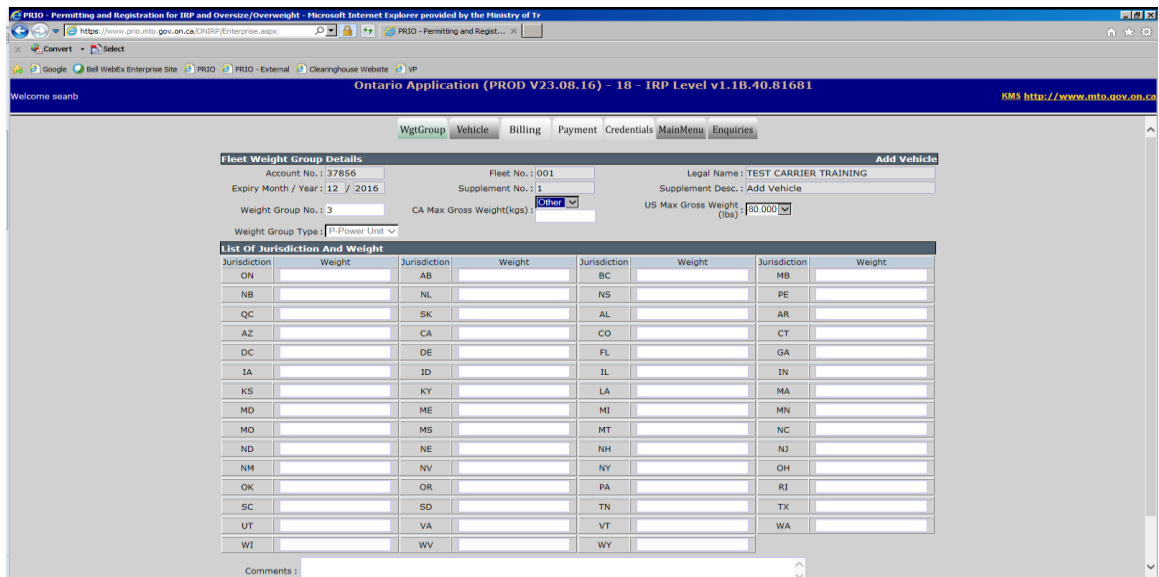 PRIO - Permitting and Registration for IRP and Oversize/Overweight - Microsoft Internet Explorer provided by the Ministry of Tr
https://www.prio.mto.gov.on.ca/ONIRP/Enterprise.aspx PRIO - Permitting and Regist...
Convert Select
Google Bell WebEx Enterprise Site PRIO PRIO - External Clearinghouse Website VP
Ontario Application (PROD V23.08.16) - 18 - IRP Level v1.1B.40.81681
Welcome seanb KMS http://www.mto.gov.on.ca
WgtGroup Vehicle Billing Payment Credentials MainMenu Enquiries
Fleet Weight Group Details Add Vehicle
Account No. : 37856 Fleet No. : 001 Legal Name : TEST CARRIER TRAINING
Expiry Month / Year : 12 / 2016 Supplement No. : 1 Supplement Desc. : Add Vehicle
Weight Group No. : 3 CA Max Gross Weight(kgs) : Other US Max Gross Weight (lbs) : 80,000
Weight Group Type : P-Power Unit
List Of Jurisdiction And Weight
Jurisdiction Weight Jurisdiction Weight Jurisdiction Weight Jurisdiction Weight
ON AB BC MB
NB NL NS PE
QC SK AL AR
AZ CA CO CT
DC DE FL GA
IA ID IL IN
KS KY LA MA
MD ME MI MN
MO MS MT NC
ND NE NH NJ
NM NV NY OH
OK OR PA RI
SC SD TN TX
UT VA VT WA
WI WV WY
Comments :